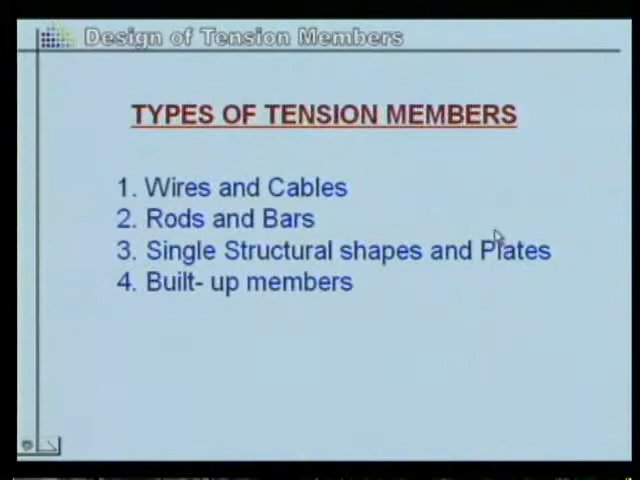 Design of Tension Members
TYPES OF TENSION MEMBERS
1. Wires and Cables
2. Rods and Bars
3. Single Structural shapes and Plates
4. Built- up members